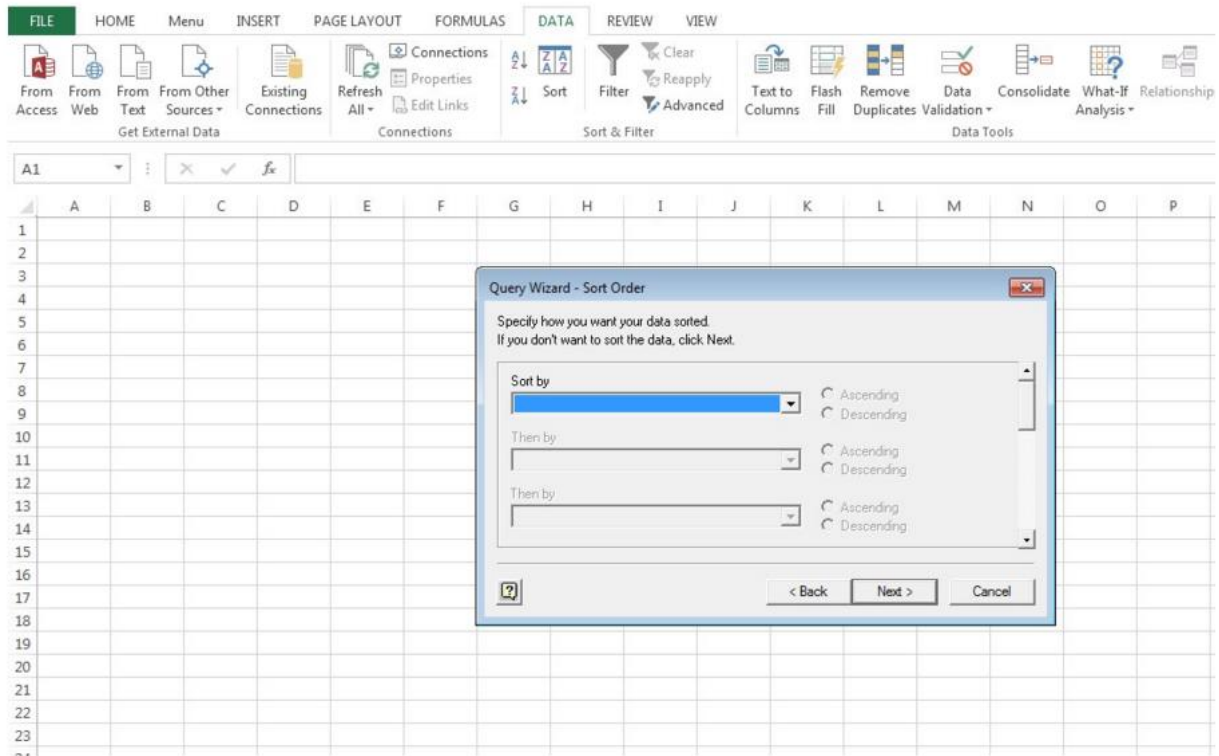 FILE HOME Menu INSERT PAGE LAYOUT FORMULAS DATA REVIEW VIEW
From Access
From Web
From Text
From Other Sources
Existing Connections
Get External Data
Refresh All
Connections
Properties
Edit Links
Connections
A Z
Z A
Z A A Z
Sort
Filter
Clear
Reapply
Advanced
Sort & Filter
Text to Columns
Flash Fill
Remove Duplicates
Data Validation
Consolidate
What-If Analysis
Relationship
Data Tools
A1 fx
A B C D E F G H I J K L M N O P
1
2
3
4
5
6
7
8
9
10
11
12
13
14
15
16
17
18
19
20
21
22
23
Query Wizard - Sort Order
Specify how you want your data sorted.
If you don't want to sort the data, click Next.
Sort by
Ascending
Descending
Then by
Ascending
Descending
Then by
Ascending
Descending
?
< Back Next > Cancel